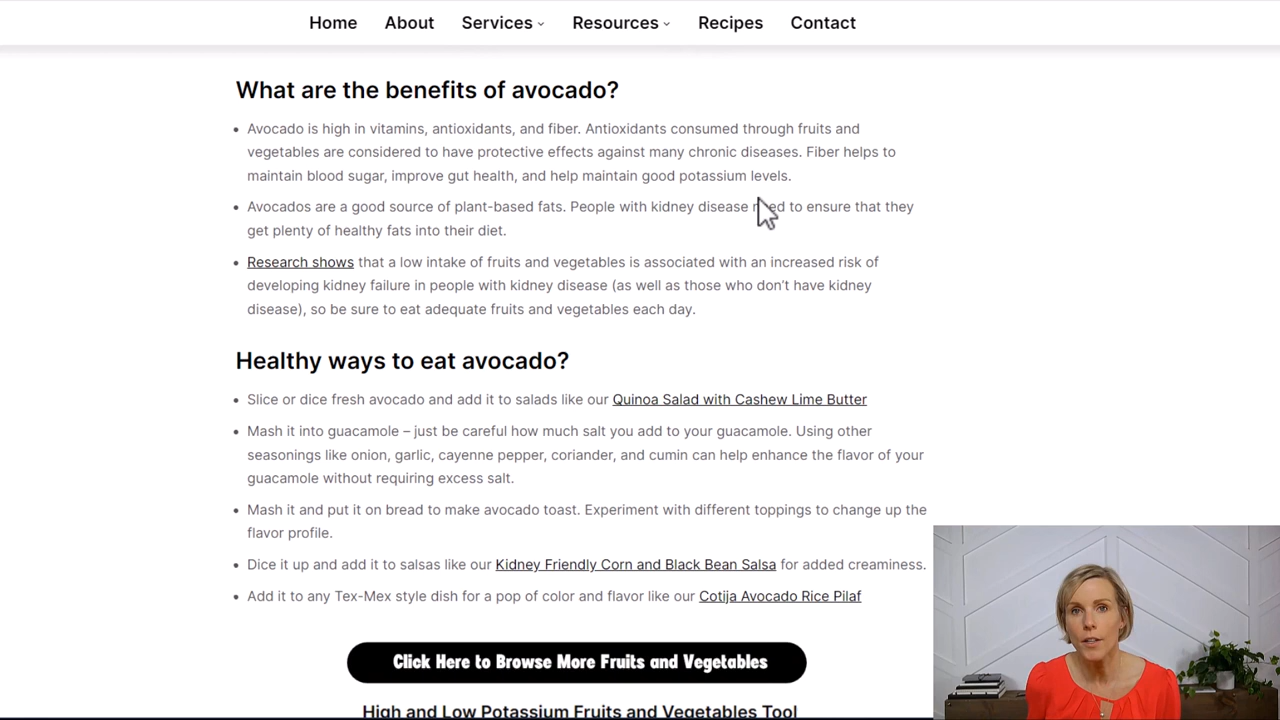 Home About Services Resources Recipes Contact
What are the benefits of avocado?
• Avocado is high in vitamins, antioxidants, and fiber. Antioxidants consumed through fruits and
vegetables are considered to have protective effects against many chronic diseases. Fiber helps to
maintain blood sugar, improve gut health, and help maintain good potassium levels.
• Avocados are a good source of plant-based fats. People with kidney disease need to ensure that they
get plenty of healthy fats into their diet.
• Research shows that a low intake of fruits and vegetables is associated with an increased risk of
developing kidney failure in people with kidney disease (as well as those who don’t have kidney
disease), so be sure to eat adequate fruits and vegetables each day.
Healthy ways to eat avocado?
• Slice or dice fresh avocado and add it to salads like our Quinoa Salad with Cashew Lime Butter
• Mash it into guacamole – just be careful how much salt you add to your guacamole. Using other
seasonings like onion, garlic, cayenne pepper, coriander, and cumin can help enhance the flavor of your
guacamole without requiring excess salt.
• Mash it and put it on bread to make avocado toast. Experiment with different toppings to change up the
flavor profile.
• Dice it up and add it to salsas like our Kidney Friendly Corn and Black Bean Salsa for added creaminess.
• Add it to any Tex-Mex style dish for a pop of color and flavor like our Cotija Avocado Rice Pilaf
Click Here to Browse More Fruits and Vegetables
High and Low Potassium Fruits and Vegetables Tool